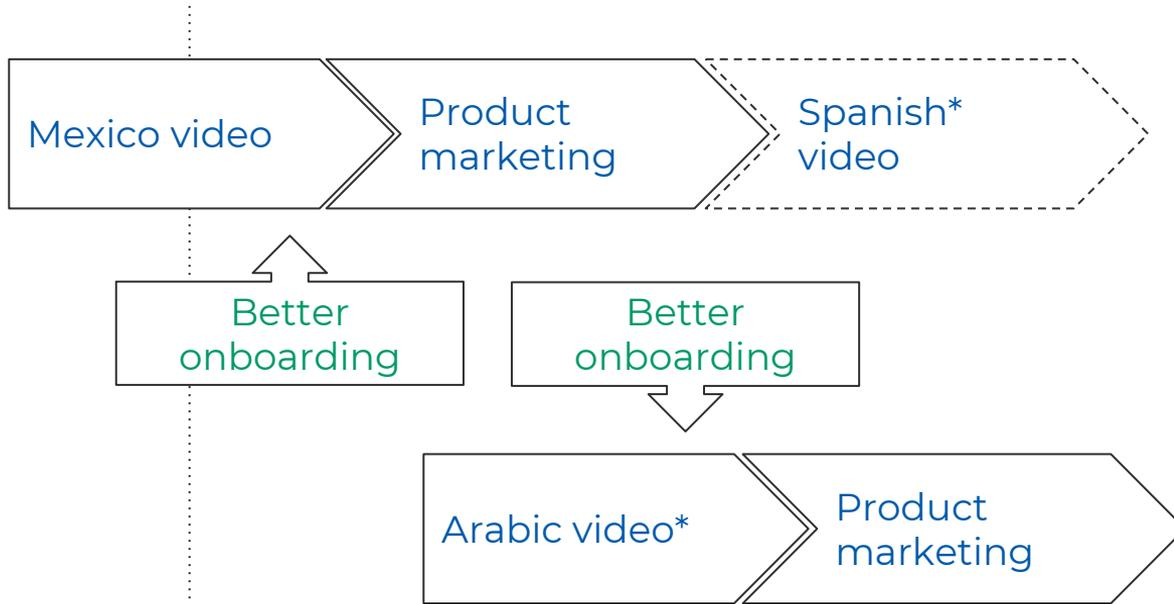 Mexico video
Product
marketing
Spanish*
video
Better
onboarding
Better
onboarding
Arabic video*
Product
marketing